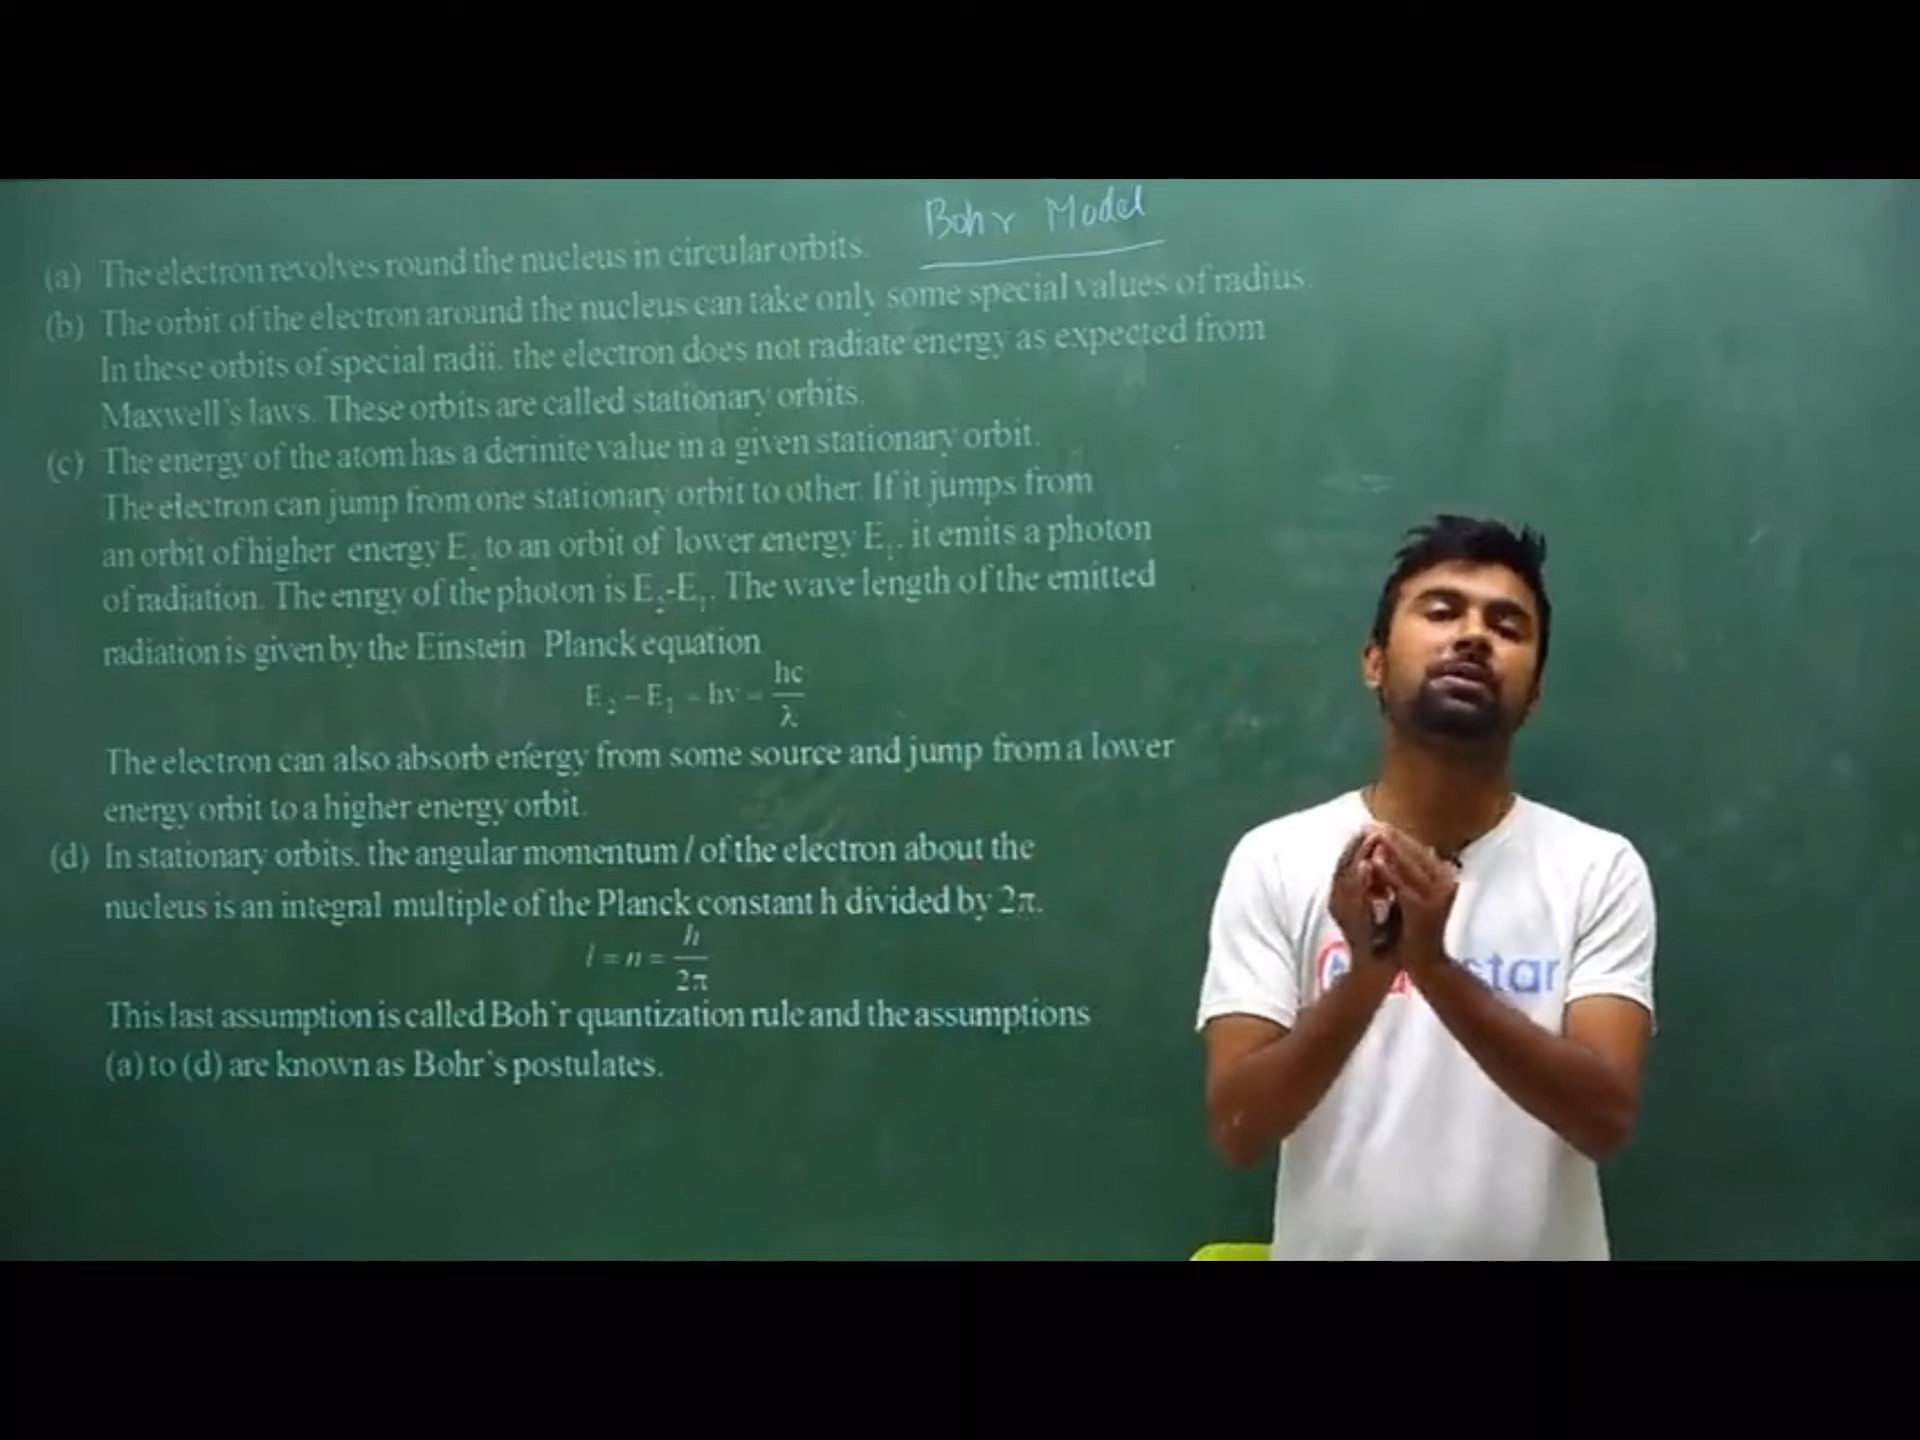 Bohr Model
(a) The electron revolves round the nucleus in circular orbits.
(b) The orbit of the electron around the nucleus can take only some special values of radius.
In these orbits of special radii. the electron does not radiate energy as expected from
Maxwell's laws. These orbits are called stationary orbits.
(c) The energy of the atom has a derinite value in a given stationary orbit.
The electron can jump from one stationary orbit to other. If it jumps from
an orbit of higher energy E₂ to an orbit of lower energy E₁. it emits a photon
of radiation. The enrgy of the photon is E₂-E₁. The wave length of the emitted
radiation is given by the Einstein Planck equation
E₂ – E₁ = hν = hc/λ
The electron can also absorb energy from some source and jump from a lower
energy orbit to a higher energy orbit.
(d) In stationary orbits. the angular momentum l of the electron about the
nucleus is an integral multiple of the Planck constant h divided by 2π.
l = n = h/2π
This last assumption is called Boh'r quantization rule and the assumptions
(a) to (d) are known as Bohr's postulates.
star